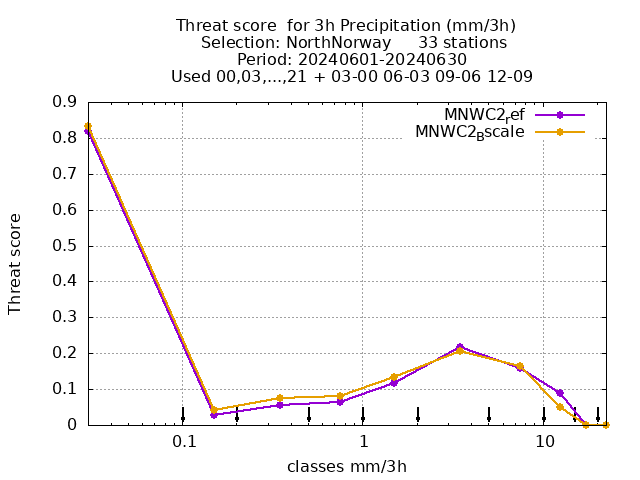 Threat score  for 3h Precipitation (mm/3h)
Selection: NorthNorway     33 stations
Period: 20240601-20240630
Used 00,03,...,21 + 03-00 06-03 09-06 12-09
MNWC2ref
MNWC2Bscale
0.9
0.8
0.7
0.6
0.5
0.4
0.3
0.2
0.1
0
Threat score
0.1
1
10
classes mm/3h